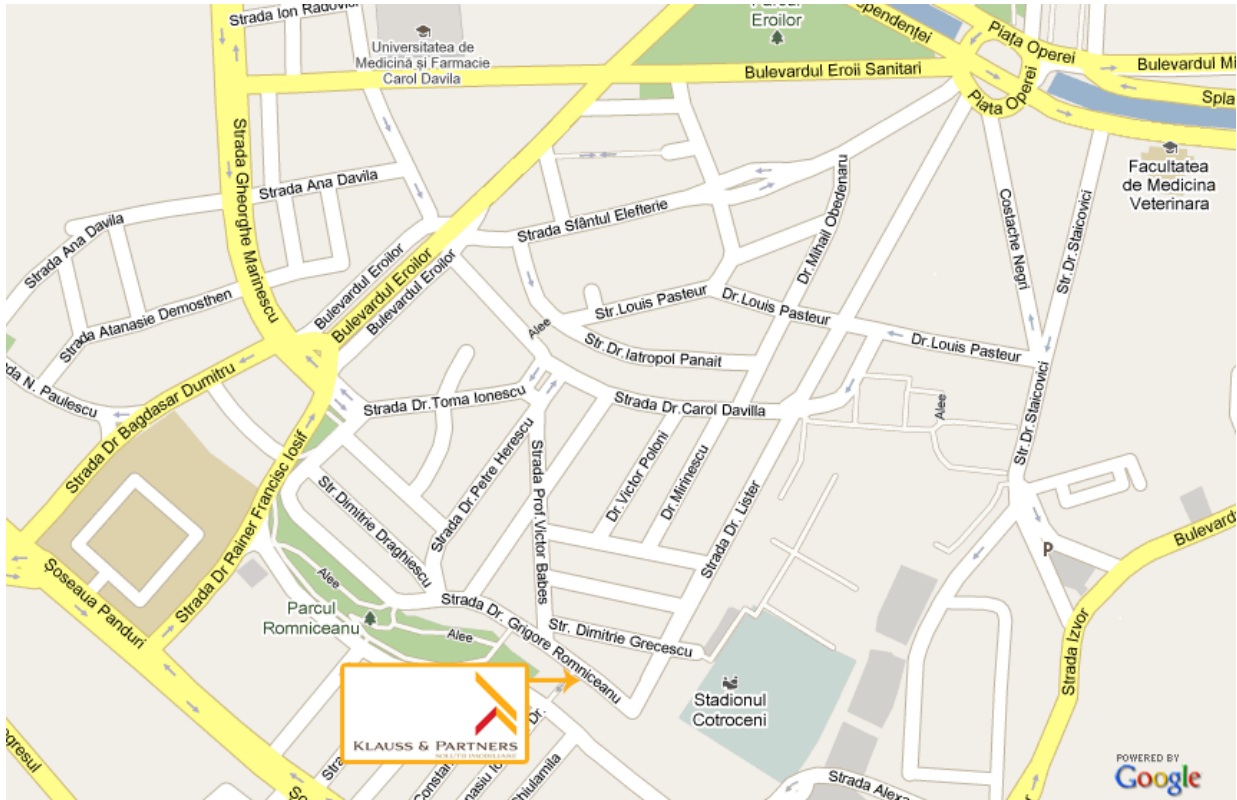 Strada Ion Radovici
Universitatea de
Medicină și Farmacie
Carol Davila
Parcul
Eroilor
Piața Operei
Piața Operei
Bulevardul Eroii Sanitari
Strada Gheorghe Marinescu
Strada Ana Davila
Strada Ana Davila
Strada Sfântul Elefterie
Dr.Mihail Obedenaru
Facultatea
de Medicina
Veterinara
Costache Negri
Str.Dr.Staicovici
Bulevardul Eroilor
Bulevardul Eroilor
Bulevardul Eroilor
Strada Atanasie Demosthen
Str.Louis Pasteur
Dr.Louis Pasteur
Dr.Louis Pasteur
Alee
Str.Dr.Iatropol Panait
Strada Dr Bagdasar Dumitru
N. Paulescu
Strada Dr.Toma Ionescu
Strada Dr.Carol Davilla
Alee
Str.Dr.Staicovici
Strada Dr Rainer Francisc Iosif
Strada Dr.Petre Herescu
Strada Prof.Victor Babes
Dr.Victor Poloni
Dr.Mirinescu
Strada Dr. Lister
Str.Dimitrie Draghiescu
Șoseaua Panduri
Alee
Parcul
Romniceanu
Alee
Strada Dr. Grigore Romniceanu
Str. Dimitrie Grecescu
P
Strada Izvor
Stadionul
Cotroceni
KLAUSS & PARTNERS
SOLUTII IMOBILIARE
Dr.
Strada
POWERED BY
Google